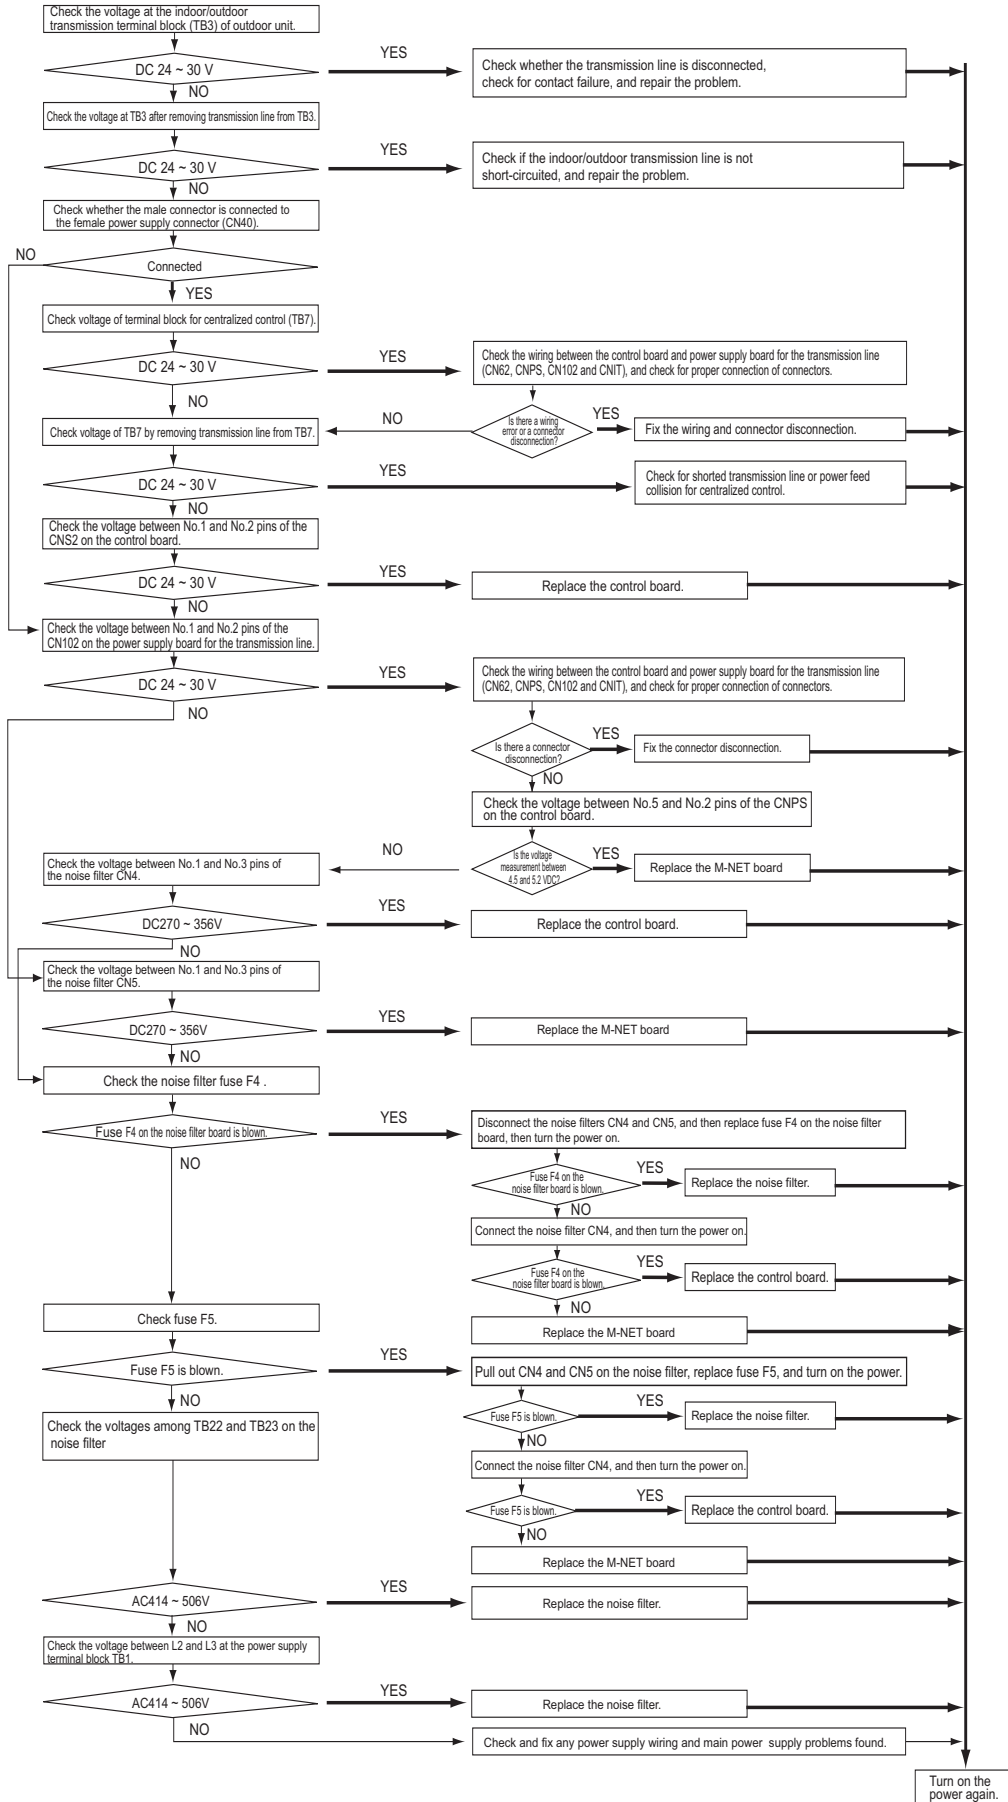 Check the voltage at the indoor/outdoor
transmission terminal block (TB3) of outdoor unit.
DC 24 ~ 30 V
YES
Check whether the transmission line is disconnected,
check for contact failure, and repair the problem.
NO
Check the voltage at TB3 after removing transmission line from TB3.
DC 24 ~ 30 V
YES
Check if the indoor/outdoor transmission line is not
short-circuited, and repair the problem.
NO
Check whether the male connector is connected to
the female power supply connector (CN40).
NO
Connected
YES
Check voltage of terminal block for centralized control (TB7).
DC 24 ~ 30 V
YES
Check the wiring between the control board and power supply board for the transmission line
(CN62, CNPS, CN102 and CNIT), and check for proper connection of connectors.
NO
Check voltage of TB7 by removing transmission line from TB7.
NO
Is there a wiring
error or a connector
disconnection?
YES
Fix the wiring and connector disconnection.
DC 24 ~ 30 V
YES
Check for shorted transmission line or power feed
collision for centralized control.
NO
Check the voltage between No.1 and No.2 pins of the
CNS2 on the control board.
DC 24 ~ 30 V
YES
Replace the control board.
NO
Check the voltage between No.1 and No.2 pins of the
CN102 on the power supply board for the transmission line.
DC 24 ~ 30 V
YES
Check the wiring between the control board and power supply board for the transmission line
(CN62, CNPS, CN102 and CNIT), and check for proper connection of connectors.
NO
Is there a connector
disconnection?
YES
Fix the connector disconnection.
NO
Check the voltage between No.5 and No.2 pins of the CNPS
on the control board.
Check the voltage between No.1 and No.3 pins of
the noise filter CN4.
NO
Is the voltage
measurement between
4.5 and 5.2 VDC?
YES
Replace the M-NET board
DC270 ~ 356V
YES
Replace the control board.
NO
Check the voltage between No.1 and No.3 pins of
the noise filter CN5.
DC270 ~ 356V
YES
Replace the M-NET board
NO
Check the noise filter fuse F4 .
Fuse F4 on the noise filter board is blown.
YES
Disconnect the noise filters CN4 and CN5, and then replace fuse F4 on the noise filter
board, then turn the power on.
NO
Fuse F4 on the
noise filter board is blown.
YES
Replace the noise filter.
NO
Connect the noise filter CN4, and then turn the power on.
Fuse F4 on the
noise filter board is blown.
YES
Replace the control board.
NO
Check fuse F5.
Replace the M-NET board
Fuse F5 is blown.
YES
Pull out CN4 and CN5 on the noise filter, replace fuse F5, and turn on the power.
NO
Check the voltages among TB22 and TB23 on the
noise filter
Fuse F5 is blown.
YES
Replace the noise filter.
NO
Connect the noise filter CN4, and then turn the power on.
Fuse F5 is blown.
YES
Replace the control board.
NO
Replace the M-NET board
AC414 ~ 506V
YES
Replace the noise filter.
NO
Check the voltage between L2 and L3 at the power supply
terminal block TB1.
AC414 ~ 506V
YES
Replace the noise filter.
NO
Check and fix any power supply wiring and main power supply problems found.
Turn on the
power again.